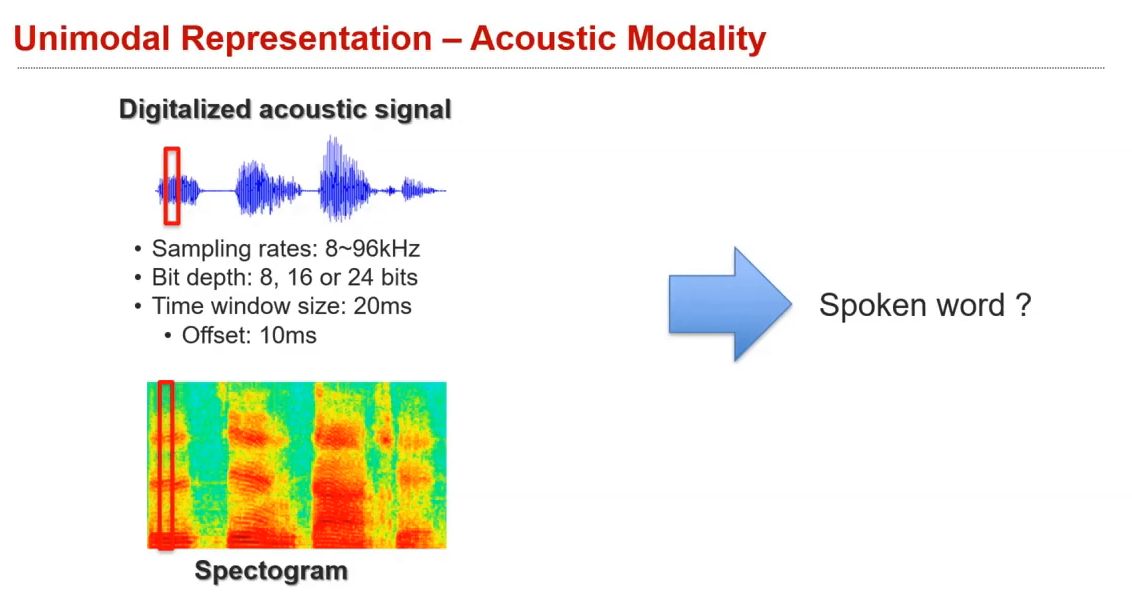 Unimodal Representation – Acoustic Modality
Digitalized acoustic signal
• Sampling rates: 8~96kHz
• Bit depth: 8, 16 or 24 bits
• Time window size: 20ms
• Offset: 10ms
Spoken word ?
Spectogram